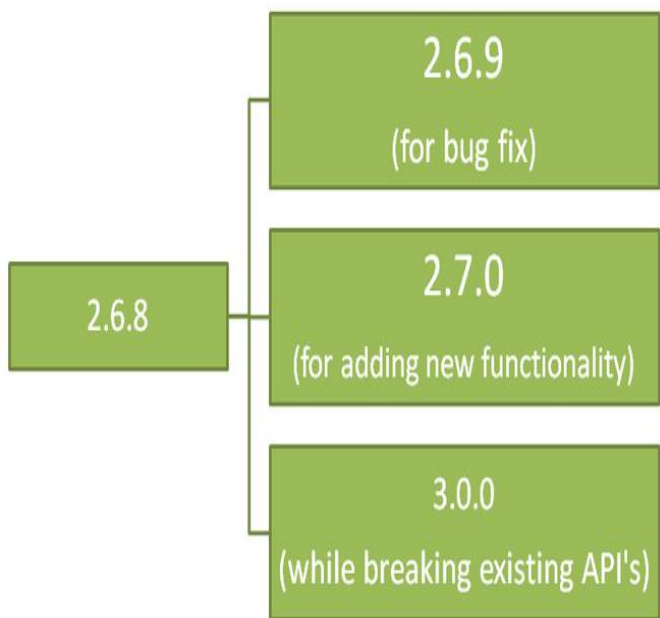 2.6.9
(for bug fix)
2.6.8
2.7.0
(for adding new functionality)
3.0.0
(while breaking existing API's)